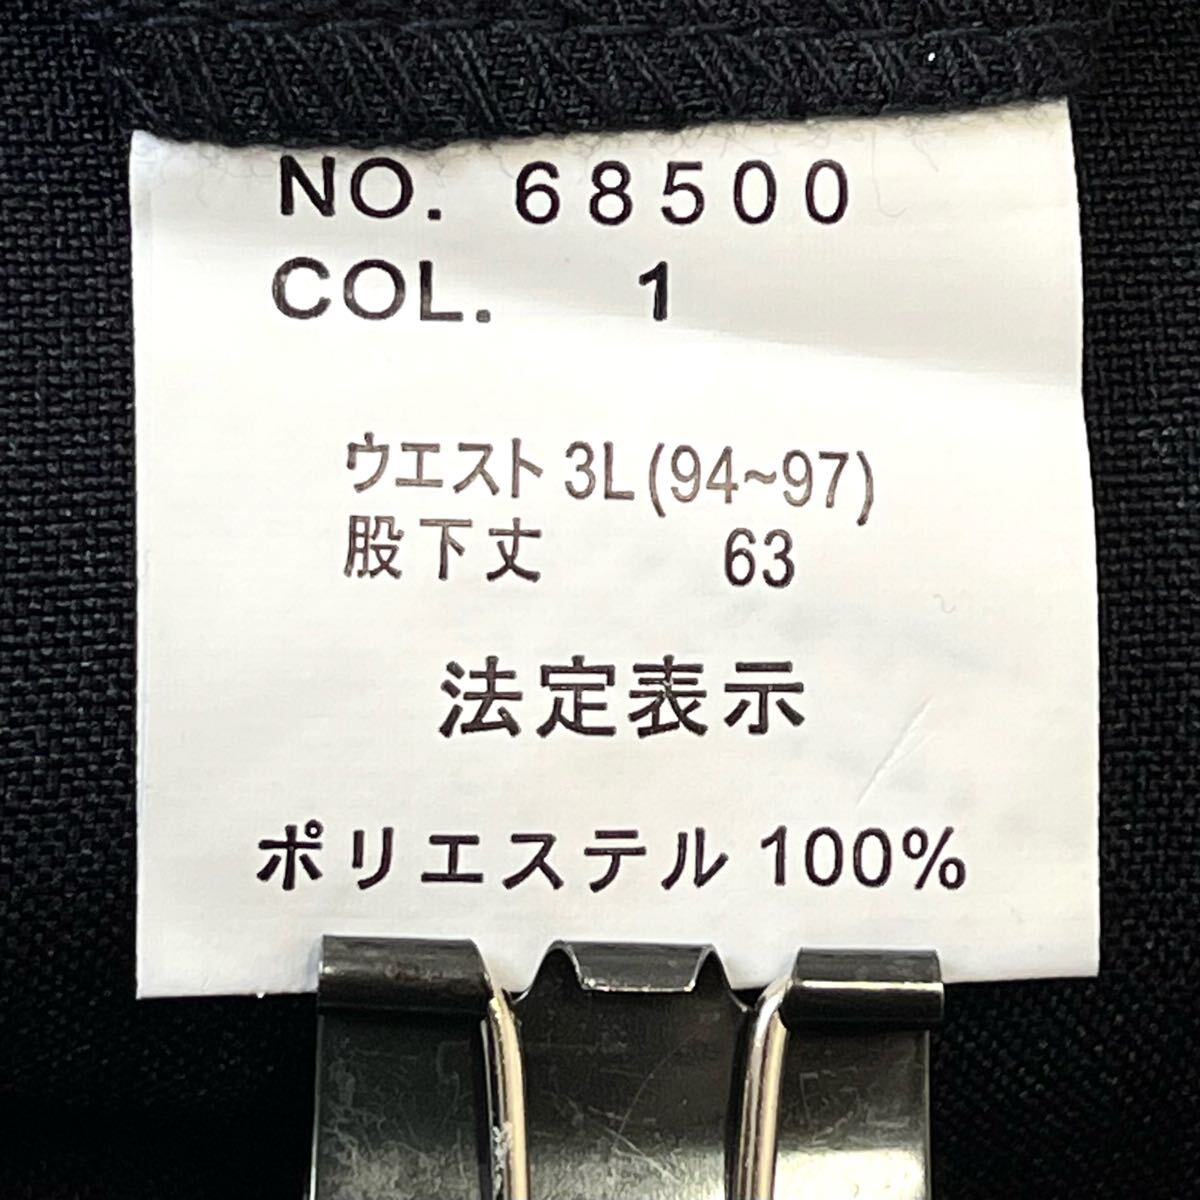 NO. 68500
COL. 1
ウエスト 3L(94~97)
股下丈 63
法定表示
ポリエステル 100%